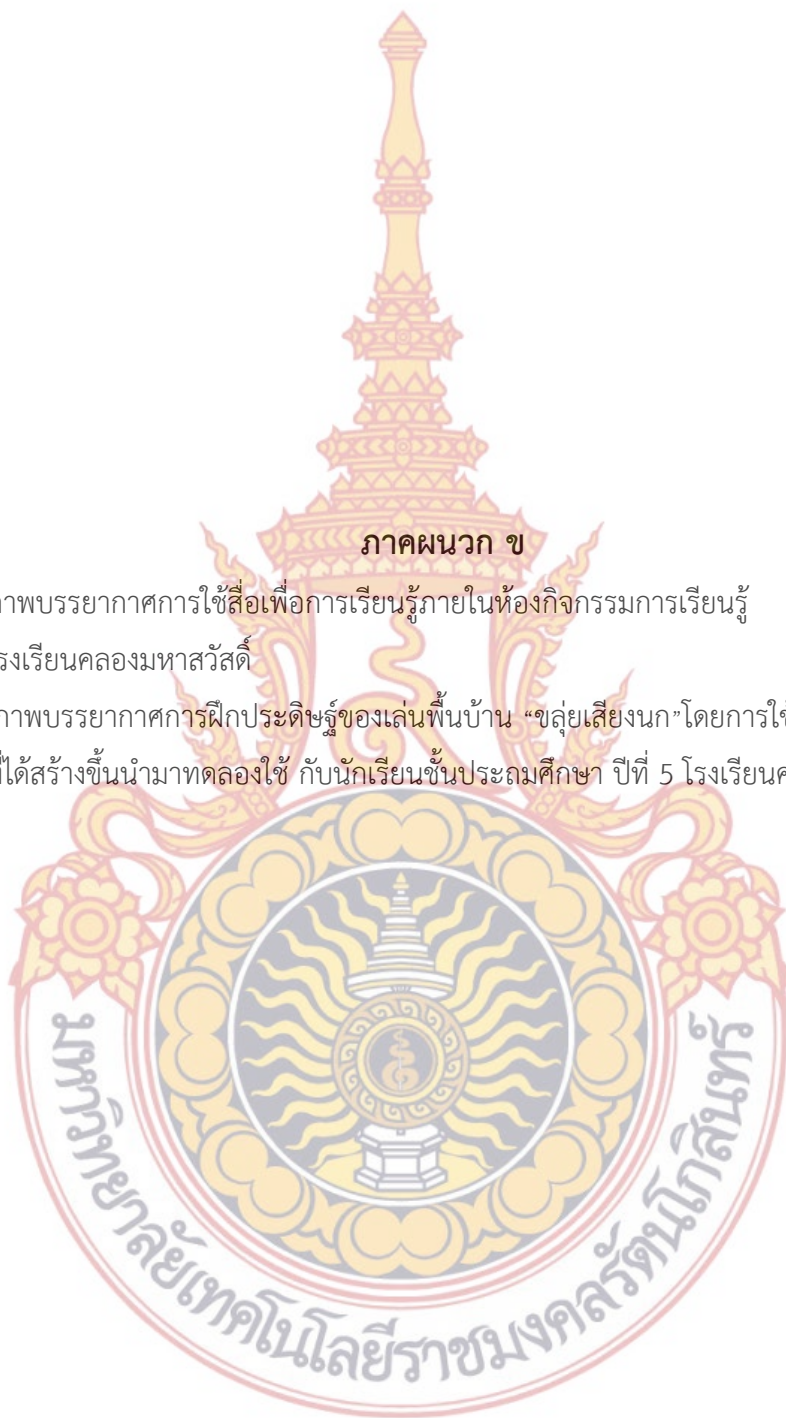 ภาคผนวก ข
าพบรรยากาศการใช้สื่อเพื่อการเรียนรู้ภายในห้องกิจกรรมการเรียนรู้
รงเรียนคลองมหาสวัสดิ์
ภาพบรรยากาศการฝึกประดิษฐ์ของเล่นพื้นบ้าน “ขลุ่ยเสียงนก”โดยการใช้
ได้สร้างขึ้นนำมาทดลองใช้ กับนักเรียนชั้นประถมศึกษา ปีที่ 5 โรงเรียนค
มหาวิทยาลัยเทคโนโลยีราชมงคลรัตนโกสินทร์